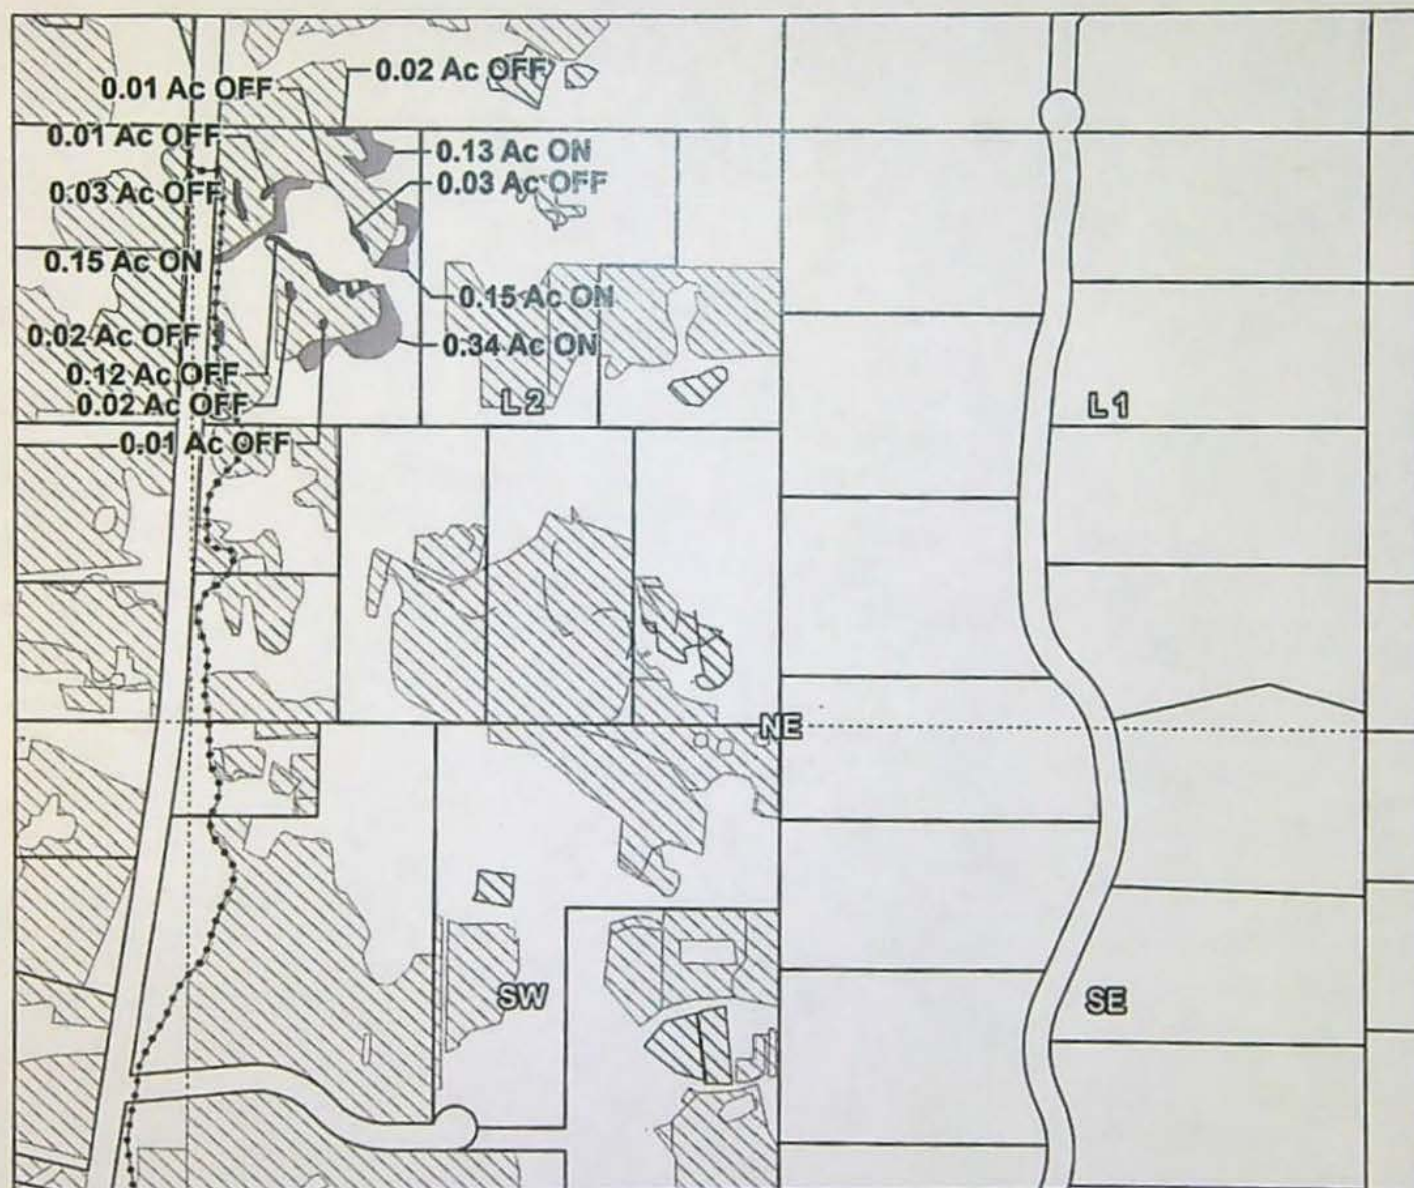 0.02 Ac OFF
0.01 Ac OFF
0.01 Ac OFF
0.13 Ac ON
0.03 Ac OFF
0.03 Ac OFF
0.15 Ac ON
0.15 Ac ON
0.02 Ac OFF
0.34 Ac ON
0.12 Ac OFF
0.02 Ac OFF
L 2
L 1
0.01 Ac OFF
NE
SW
SE